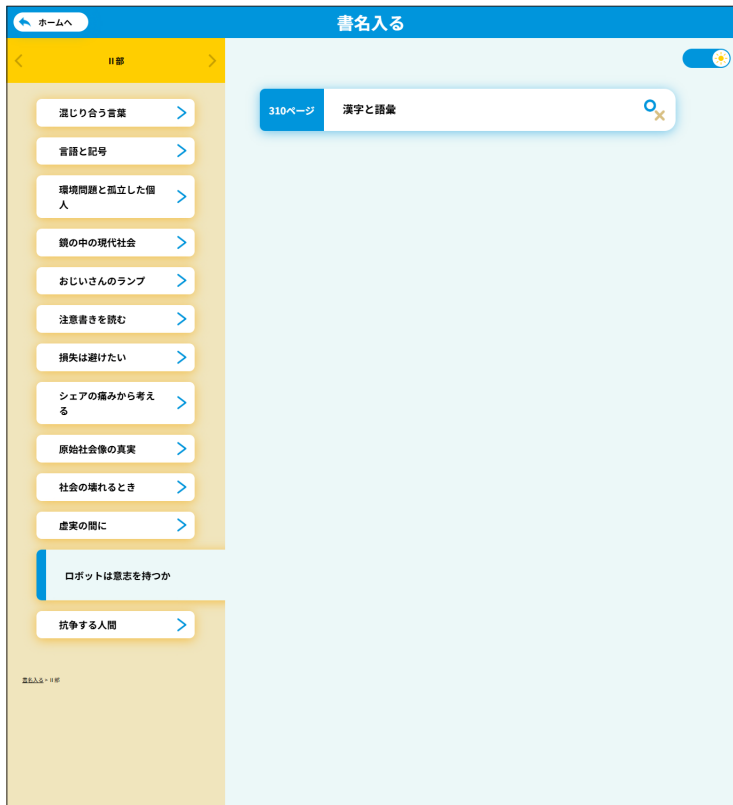 ホームへ
書名入る
II部
混じり合う言葉
言語と記号
環境問題と孤立した個
人
鏡の中の現代社会
おじいさんのランプ
注意書きを読む
損失は避けたい
シェアの痛みから考え
る
原始社会像の真実
社会の壊れるとき
虚実の間に
ロボットは意志を持つか
抗争する人間
書名入る > II部
310ページ
漢字と語彙